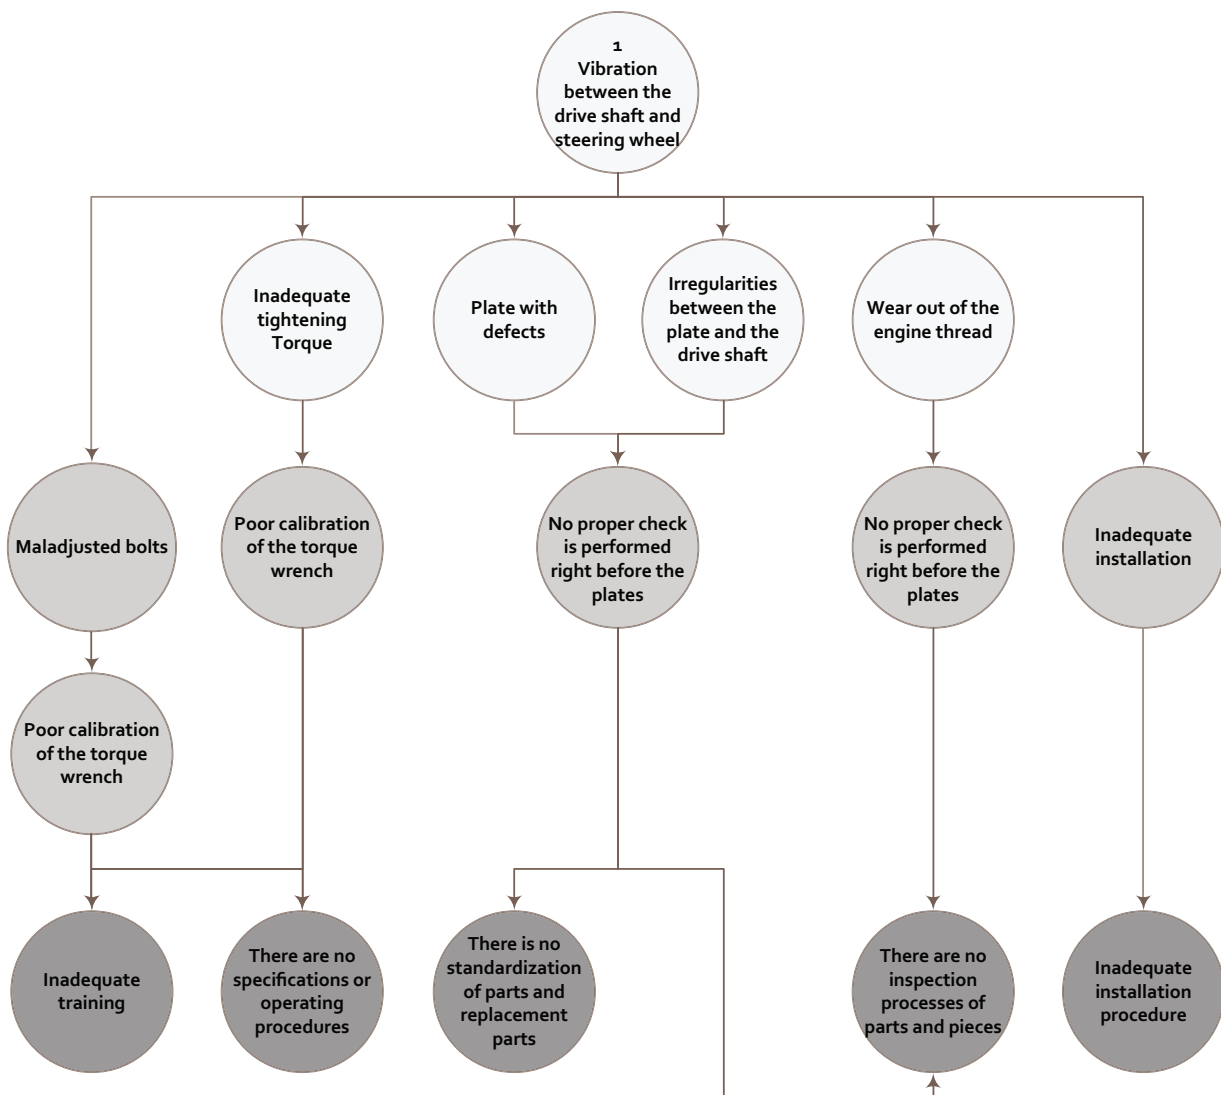 1
Vibration
between the
drive shaft and
steering wheel
Inadequate
tightening
Torque
Plate with
defects
Irregularities
between the
plate and the
drive shaft
Wear out of the
engine thread
Maladjusted bolts
Poor calibration
of the torque
wrench
No proper check
is performed
right before the
plates
No proper check
is performed
right before the
plates
Inadequate
installation
Poor calibration
of the torque
wrench
Inadequate
training
There are no
specifications or
operating
procedures
There is no
standardization
of parts and
replacement
parts
There are no
inspection
processes of
parts and pieces
Inadequate
installation
procedure